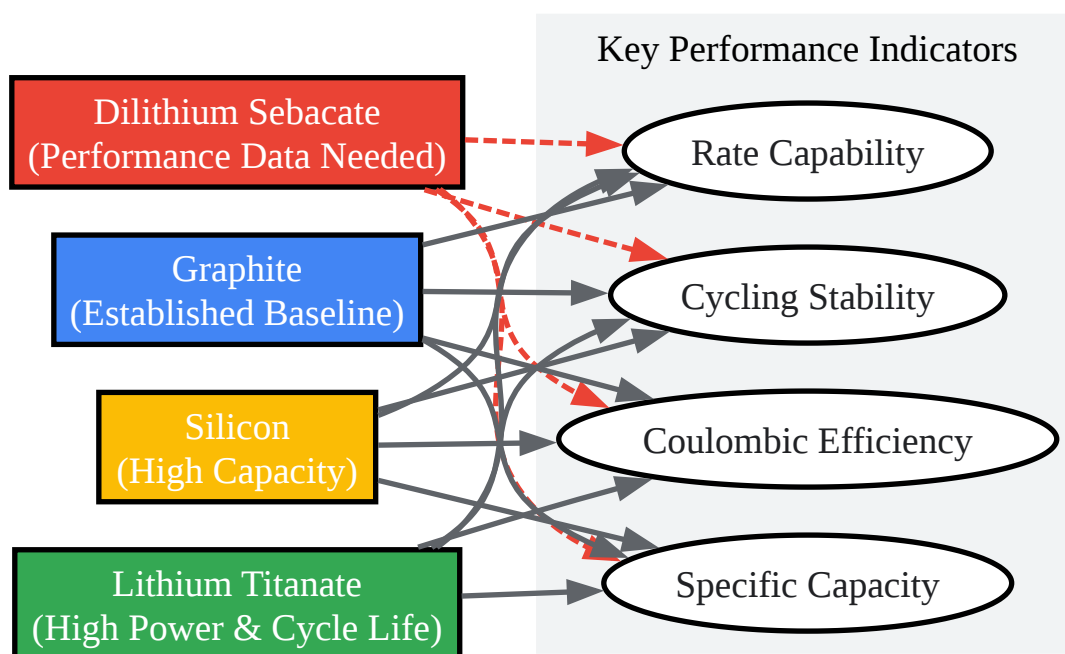 Key Performance Indicators
Dilithium Sebacate
(Performance Data Needed)
Graphite
(Established Baseline)
Silicon
(High Capacity)
Lithium Titanate
(High Power & Cycle Life)
Rate Capability
Cycling Stability
Coulombic Efficiency
Specific Capacity